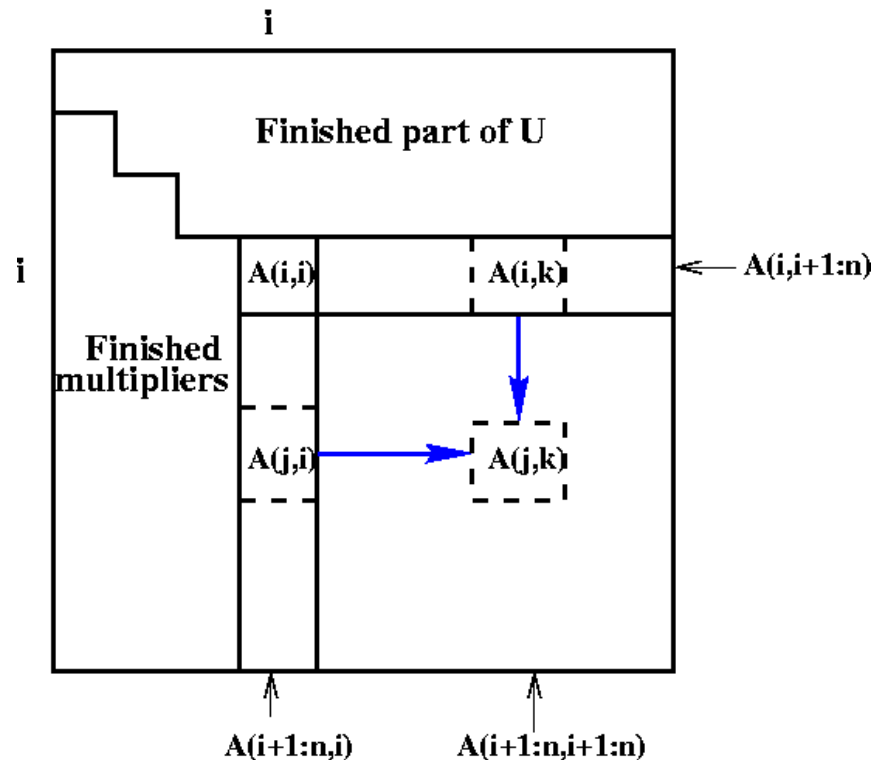 i
Finished part of U
i
A(i,i)
A(i,k)
A(i,i+1:n)
Finished
multipliers
A(j,i)
A(j,k)
A(i+1:n,i)
A(i+1:n,i+1:n)